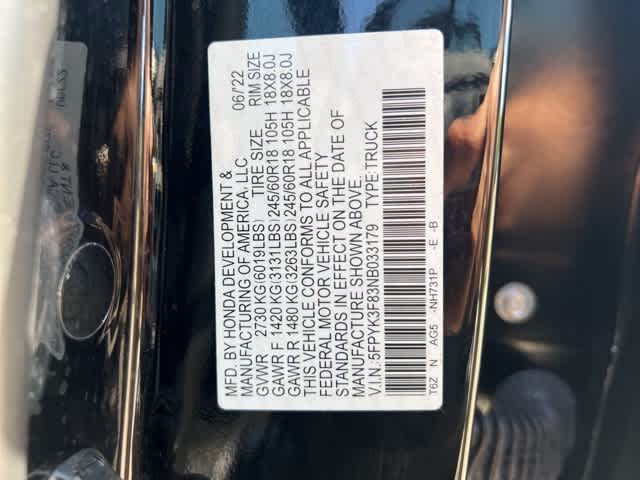 MFD. BY HONDA DEVELOPMENT &
MANUFACTURING OF AMERICA, LLC 06/'22
GVWR 2730 KG (6019LBS) TIRE SIZE RIM SIZE
GAWR F 1420 KG (3131LBS) 245/60R18 105H 18X8.0J
GAWR R 1480 KG (3263LBS) 245/60R18 105H 18X8.0J
THIS VEHICLE CONFORMS TO ALL APPLICABLE
FEDERAL MOTOR VEHICLE SAFETY
STANDARDS IN EFFECT ON THE DATE OF
MANUFACTURE SHOWN ABOVE.
V.I.N.: 5FPYK3F83NB033179 TYPE: TRUCK
T6Z N AG5 -NH731P -E -B